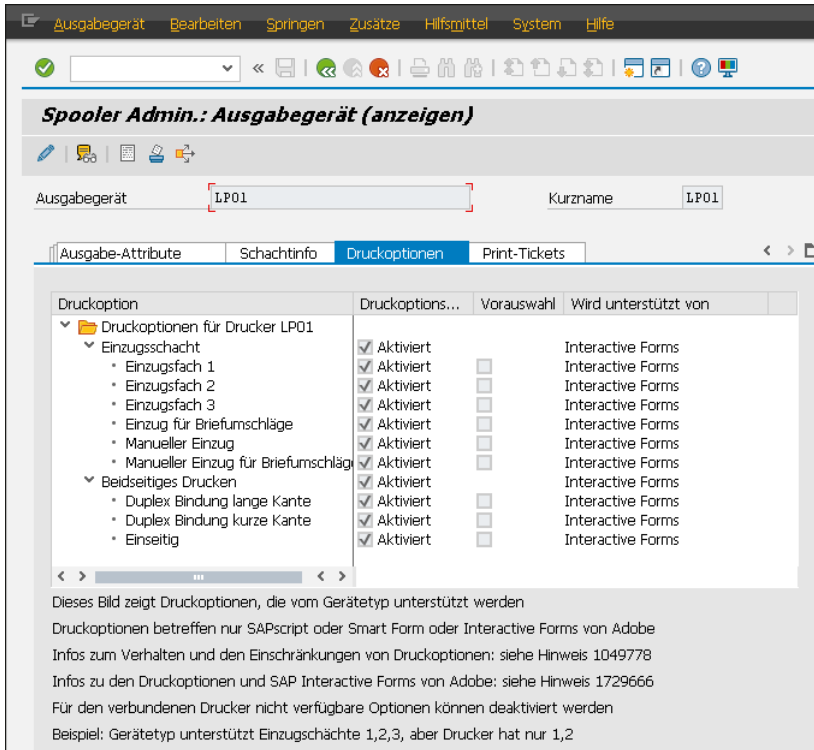 Ausgabegerät Bearbeiten Springen Zusätze Hilfsmittel System Hilfe
Spooler Admin.: Ausgabegerät (anzeigen)
Ausgabegerät LP01 Kurzname LP01
Ausgabe-Attribute Schachtinfo Druckoptionen Print-Tickets
Druckoption Druckoptions... Vorauswahl Wird unterstützt von
Druckoptionen für Drucker LP01
Einzugsschacht Aktiviert Interactive Forms
Einzugsfach 1 Aktiviert Interactive Forms
Einzugsfach 2 Aktiviert Interactive Forms
Einzugsfach 3 Aktiviert Interactive Forms
Einzug für Briefumschläge Aktiviert Interactive Forms
Manueller Einzug Aktiviert Interactive Forms
Manueller Einzug für Briefumschläg Aktiviert Interactive Forms
Beidseitiges Drucken Aktiviert Interactive Forms
Duplex Bindung lange Kante Aktiviert Interactive Forms
Duplex Bindung kurze Kante Aktiviert Interactive Forms
Einseitig Aktiviert Interactive Forms
Dieses Bild zeigt Druckoptionen, die vom Gerätetyp unterstützt werden
Druckoptionen betreffen nur SAPscript oder Smart Form oder Interactive Forms von Adobe
Infos zum Verhalten und den Einschränkungen von Druckoptionen: siehe Hinweis 1049778
Infos zu den Druckoptionen und SAP Interactive Forms von Adobe: siehe Hinweis 1729666
Für den verbundenen Drucker nicht verfügbare Optionen können deaktiviert werden
Beispiel: Gerätetyp unterstützt Einzugschächte 1,2,3, aber Drucker hat nur 1,2